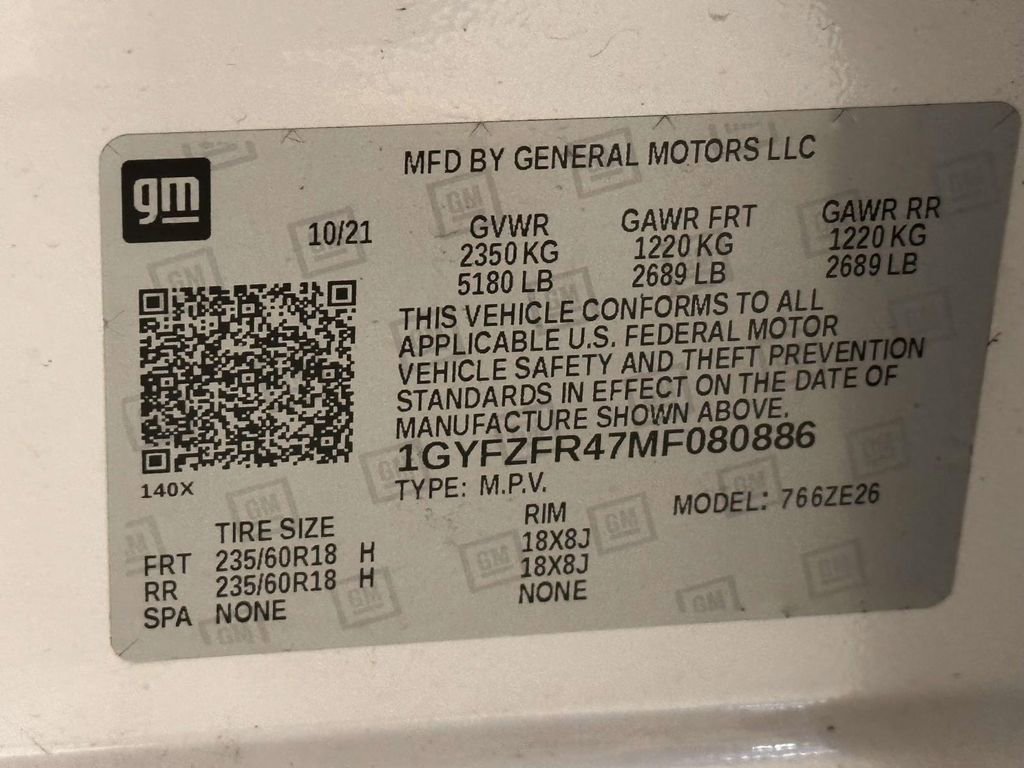 gm
MFD BY GENERAL MOTORS LLC
10/21
GVWR GAWR FRT GAWR RR
2350 KG 1220 KG 1220 KG
5180 LB 2689 LB 2689 LB
THIS VEHICLE CONFORMS TO ALL
APPLICABLE U.S. FEDERAL MOTOR
VEHICLE SAFETY AND THEFT PREVENTION
STANDARDS IN EFFECT ON THE DATE OF
MANUFACTURE SHOWN ABOVE.
1GYFZFR47MF080886
140X
TYPE: M.P.V. MODEL: 766ZE26
TIRE SIZE RIM
FRT 235/60R18 H 18X8J
RR 235/60R18 H 18X8J
SPA NONE NONE